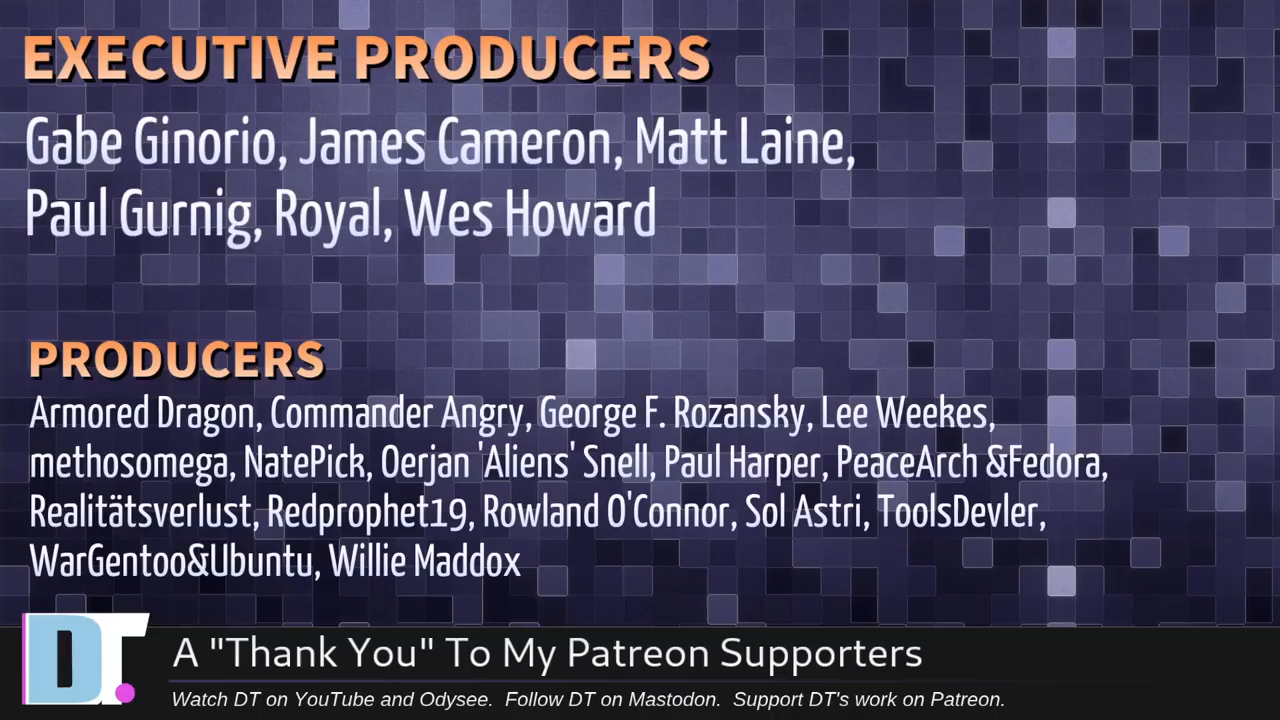 EXECUTIVE PRODUCERS
Gabe Ginorio, James Cameron, Matt Laine,
Paul Gurnig, Royal, Wes Howard
PRODUCERS
Armored Dragon, Commander Angry, George F. Rozansky, Lee Weekes,
methosomega, NatePick, Oerjan 'Aliens' Snell, Paul Harper, PeaceArch &Fedora,
Realitätsverlust, Redprophet19, Rowland O'Connor, Sol Astri, ToolsDevler,
WarGentoo&Ubuntu, Willie Maddox
DT.
A "Thank You" To My Patreon Supporters
Watch DT on YouTube and Odysee. Follow DT on Mastodon. Support DT's work on Patreon.